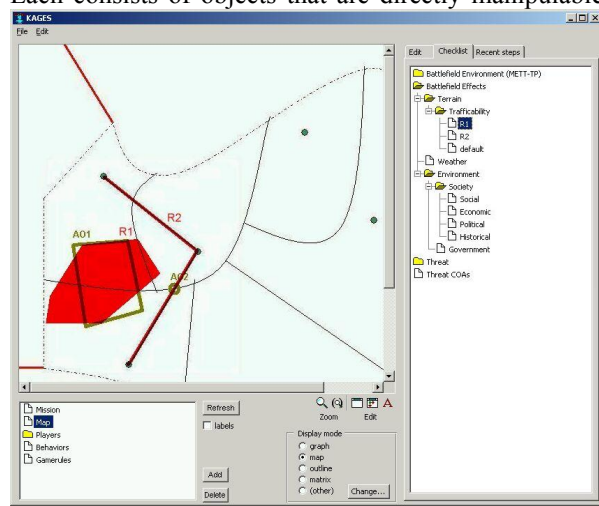 Each consists of objects that are directly manipulable
KAGES
File Edit
Edit Checklist Recent steps
Battlefield Environment (METT-TP)
Battlefield Effects
Terrain
Trafficability
R1
R2
default
Weather
Environment
Society
Social
Economic
Political
Historical
Government
Threat
Threat COAs
R2
AO1
R1
AO2
Mission
Map
Players
Behaviors
Gamerules
Refresh
labels
Add
Delete
Zoom
Edit
A
Display mode
graph
map
outline
matrix
(other)
Change...